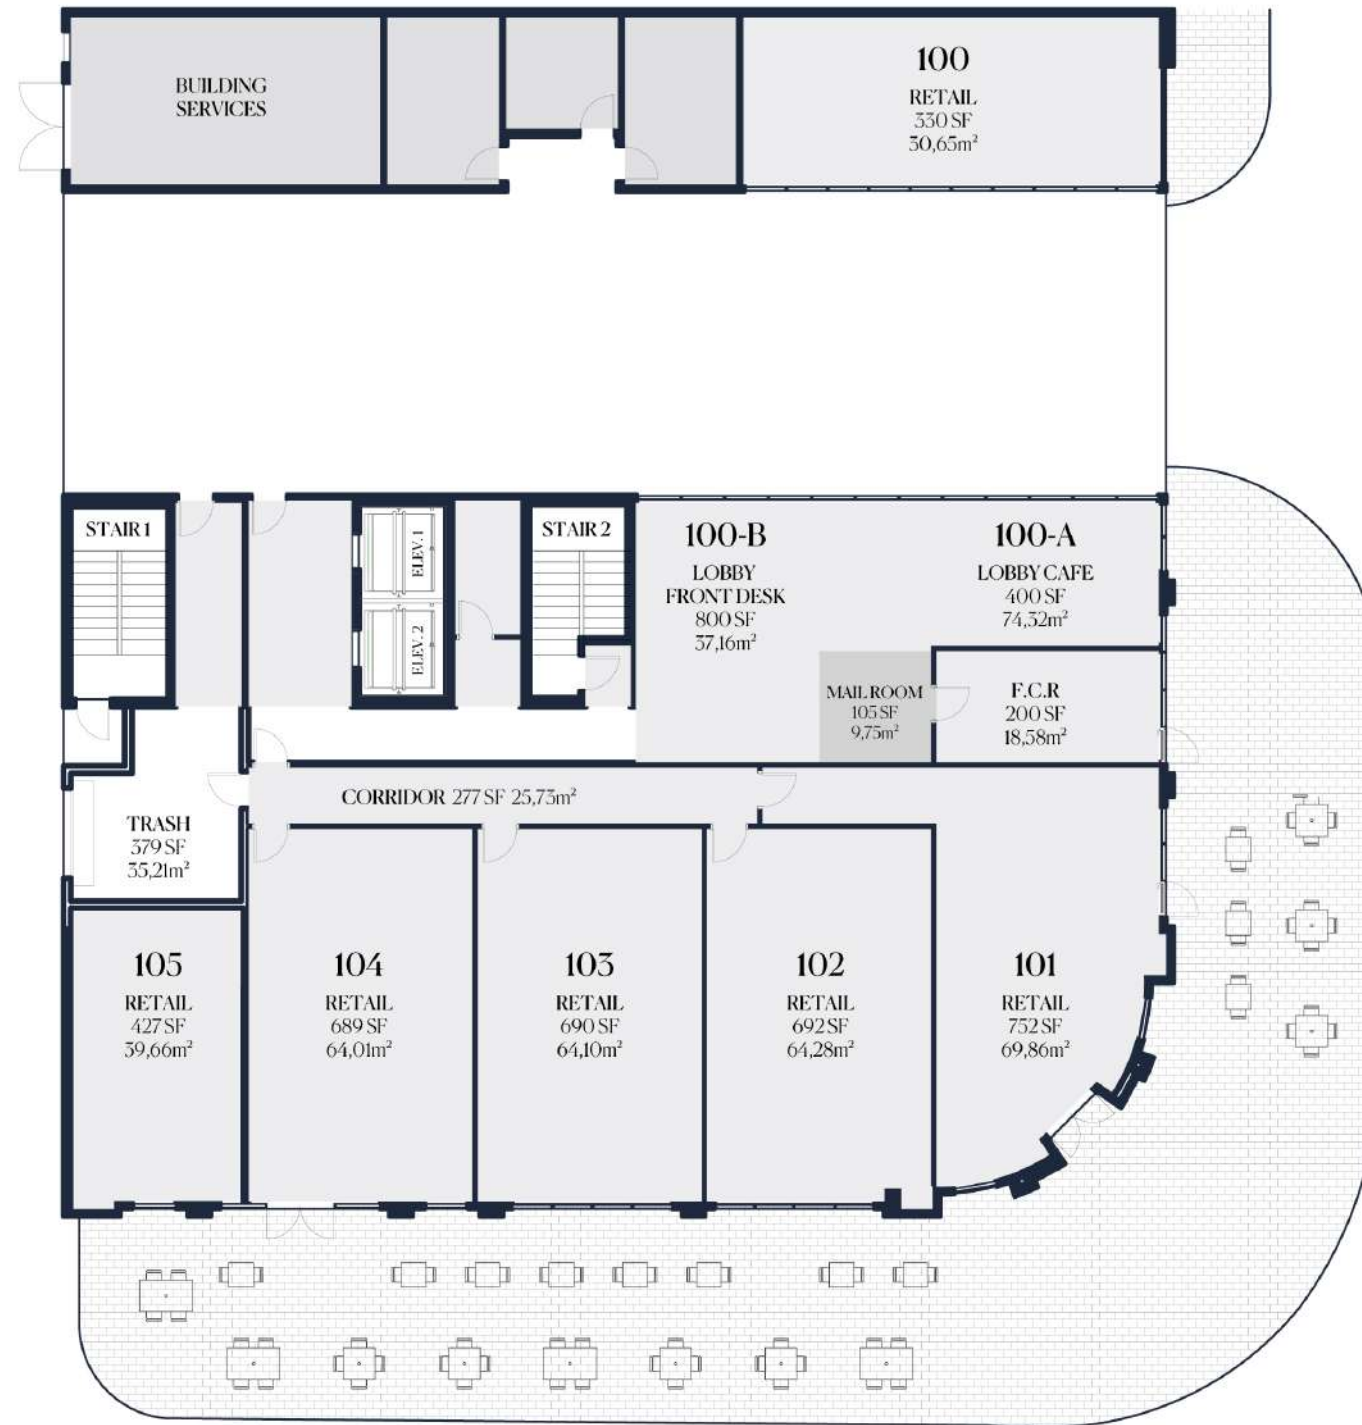 BUILDING
SERVICES
100
RETAIL
330 SF
30,65m²
STAIR 1
ELEV. 1
ELEV. 2
STAIR 2
100-B
LOBBY
FRONT DESK
800 SF
37,16m²
100-A
LOBBY CAFE
400 SF
74,32m²
MAIL ROOM
105 SF
9,75m²
F.C.R
200 SF
18,58m²
CORRIDOR 277 SF 25,73m²
TRASH
379 SF
35,21m²
105
RETAIL
427 SF
39,66m²
104
RETAIL
689 SF
64,01m²
103
RETAIL
690 SF
64,10m²
102
RETAIL
692 SF
64,28m²
101
RETAIL
752 SF
69,86m²